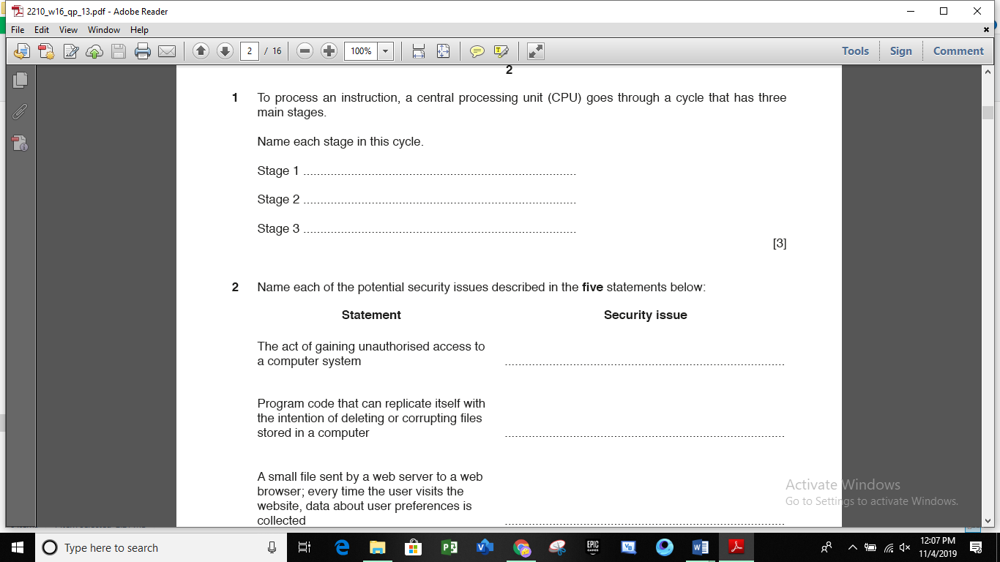 2210_w16_qp_13.pdf - Adobe Reader
File Edit View Window Help
2 / 16 100% Tools Sign Comment
2
1 To process an instruction, a central processing unit (CPU) goes through a cycle that has three
main stages.
Name each stage in this cycle.
Stage 1 ................................................................................
Stage 2 ................................................................................
Stage 3 ................................................................................
[3]
2 Name each of the potential security issues described in the five statements below:
Statement Security issue
The act of gaining unauthorised access to
a computer system ..................................................................................
Program code that can replicate itself with
the intention of deleting or corrupting files
stored in a computer ..................................................................................
A small file sent by a web server to a web
browser; every time the user visits the
website, data about user preferences is
collected ..................................................................................
Activate Windows
Go to Settings to activate Windows.
Type here to search
EPIC
GAMES
12:07 PM
11/4/2019